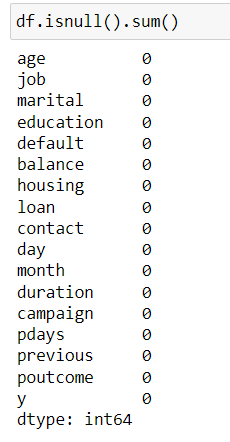 df.isnull().sum()
age 0
job 0
marital 0
education 0
default 0
balance 0
housing 0
loan 0
contact 0
day 0
month 0
duration 0
campaign 0
pdays 0
previous 0
poutcome 0
y 0
dtype: int64